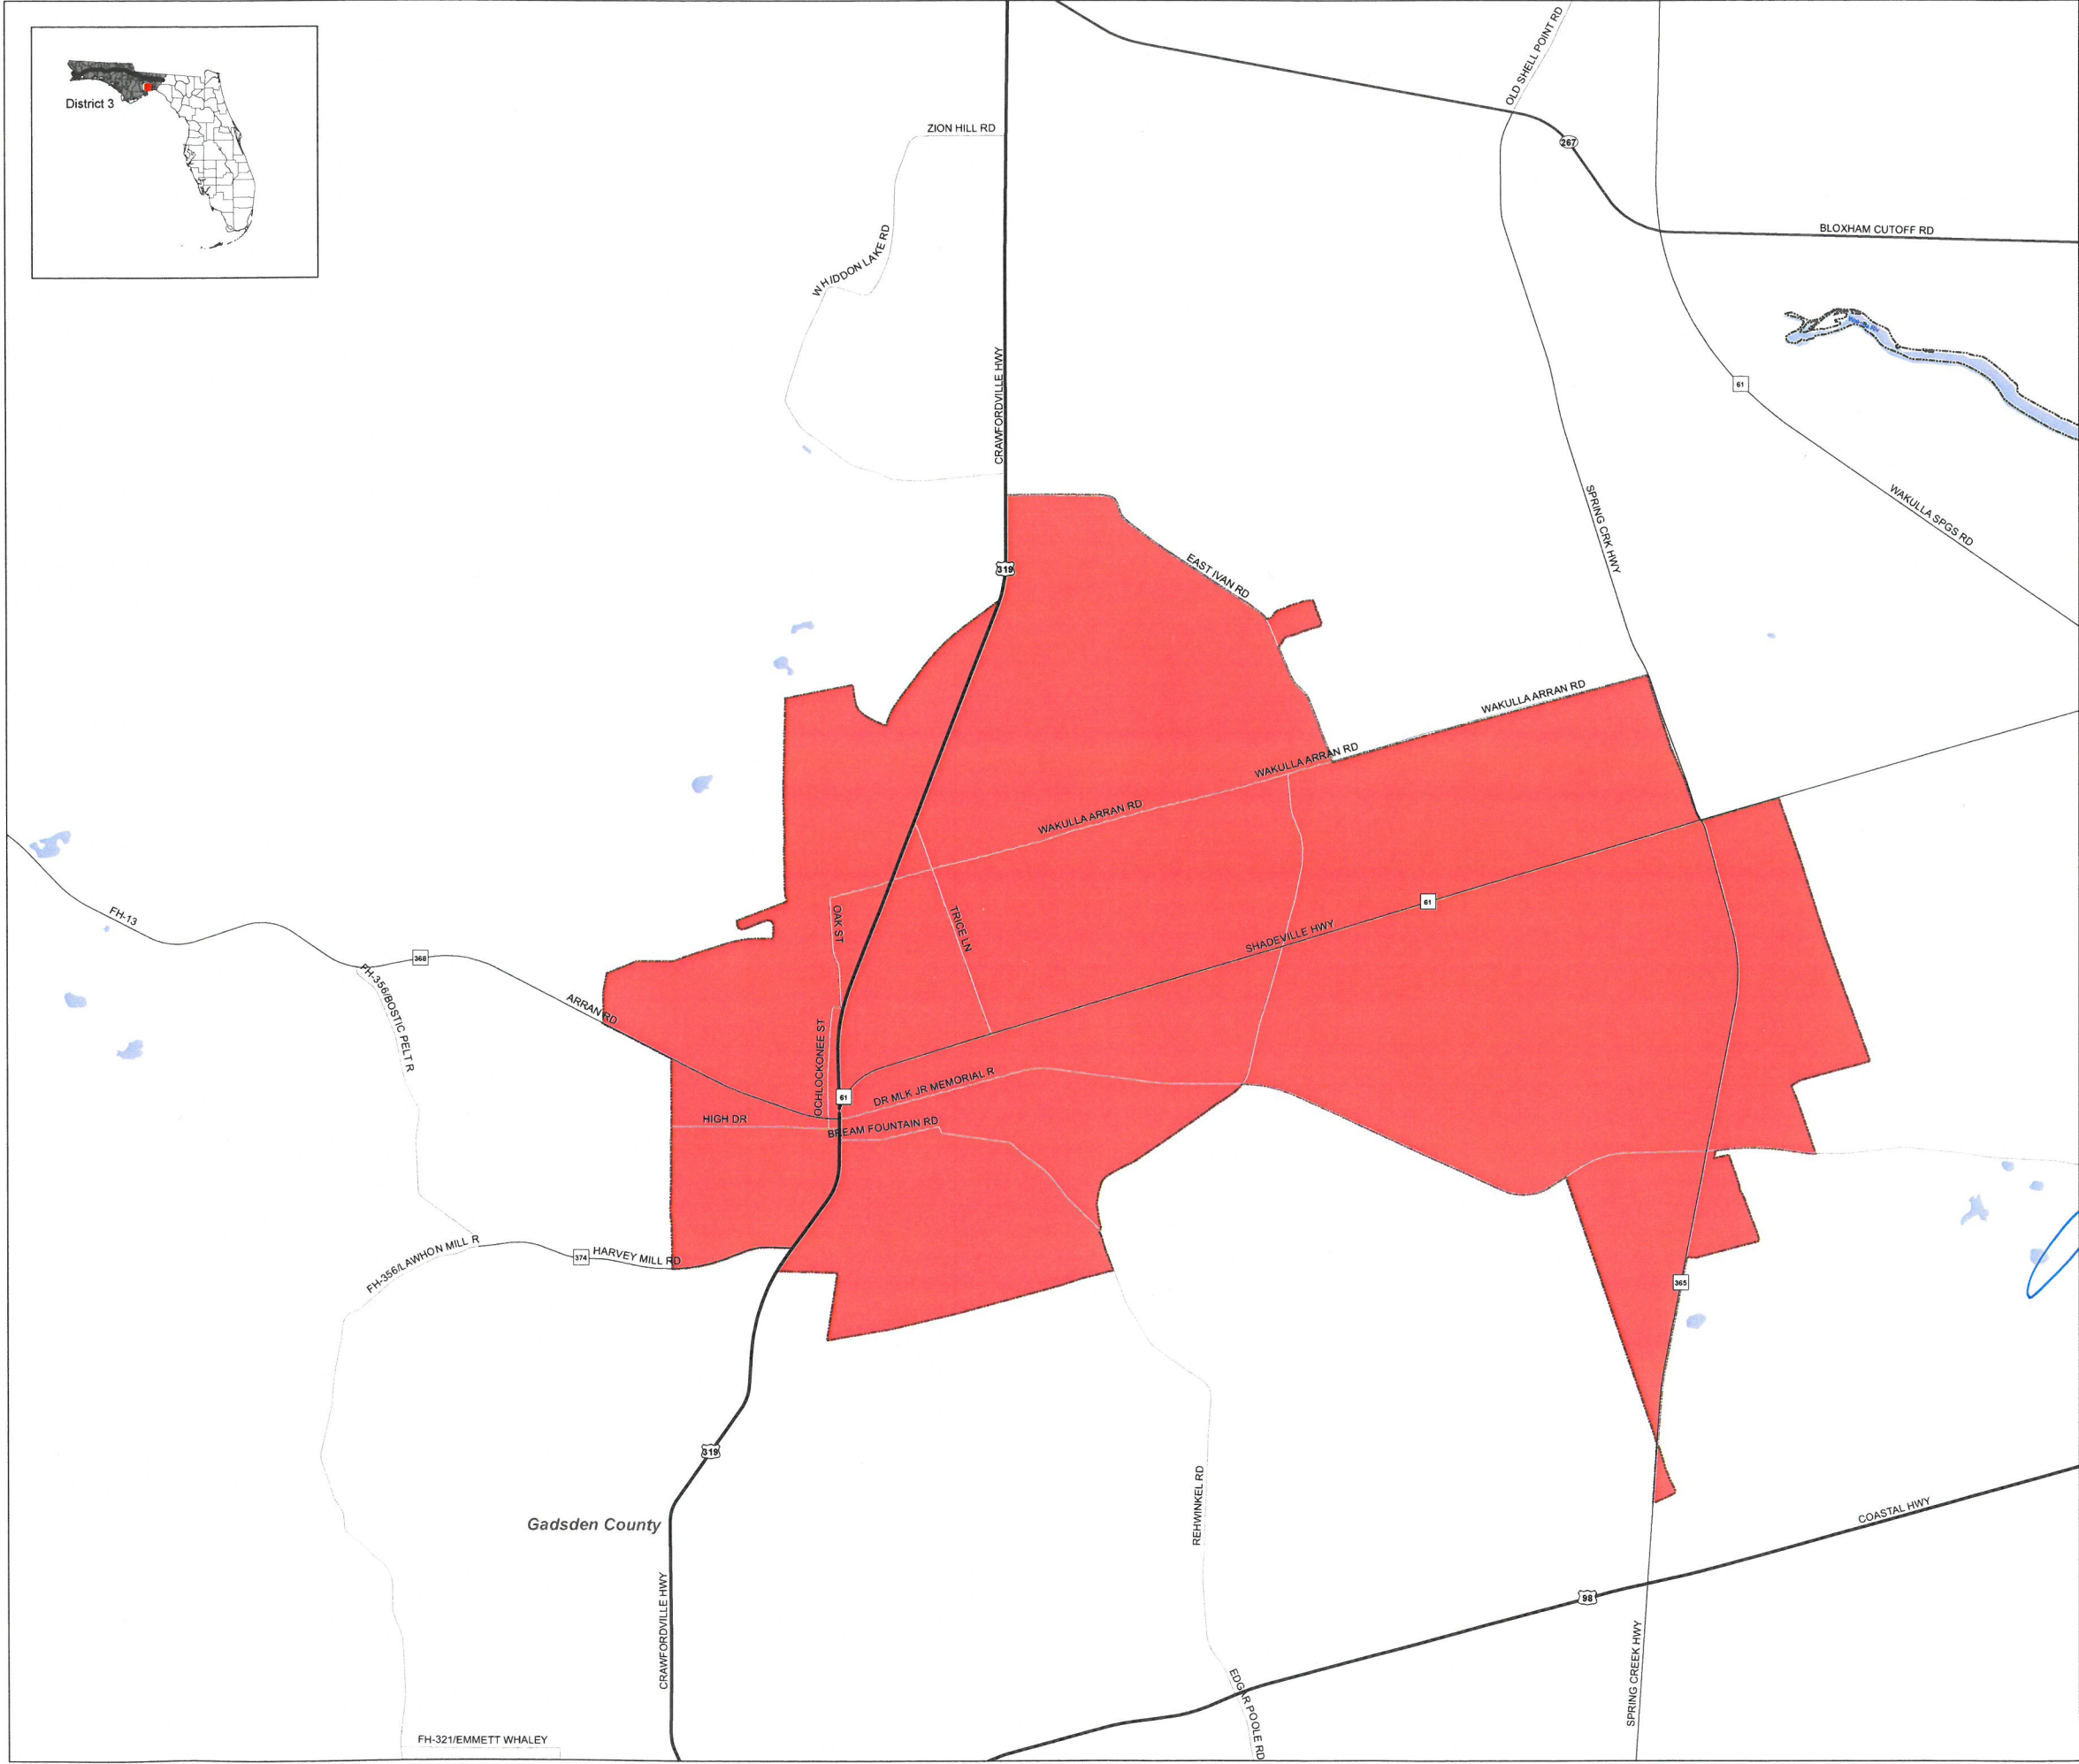 District 3
OLD SHELL POINT RD
ZION HILL RD
267
BLOXHAM CUTOFF RD
WHIDDON LAKE RD
61
CRAWFORDVILLE HWY
SPRING CRK HWY
WAKULLA SPGS RD
319
EAST IVAN RD
WAKULLA ARRAN RD
WAKULLA ARRAN RD
WAKULLA ARRAN RD
61
OAK ST
TRICE LN
SHADEVILLE HWY
FH-13
368
FH-356/BOSTIC PELT R
ARRAN RD
OCHLOCKONEE ST
61
DR MLK JR MEMORIAL R
HIGH DR
BREAM FOUNTAIN RD
FH-356/LAWHON MILL R
374
HARVEY MILL RD
365
319
Gadsden County
REHWINKEL RD
COASTAL HWY
98
CRAWFORDVILLE HWY
SPRING CREEK HWY
EDGAR POOLE RD
FH-321/EMMETT WHALEY